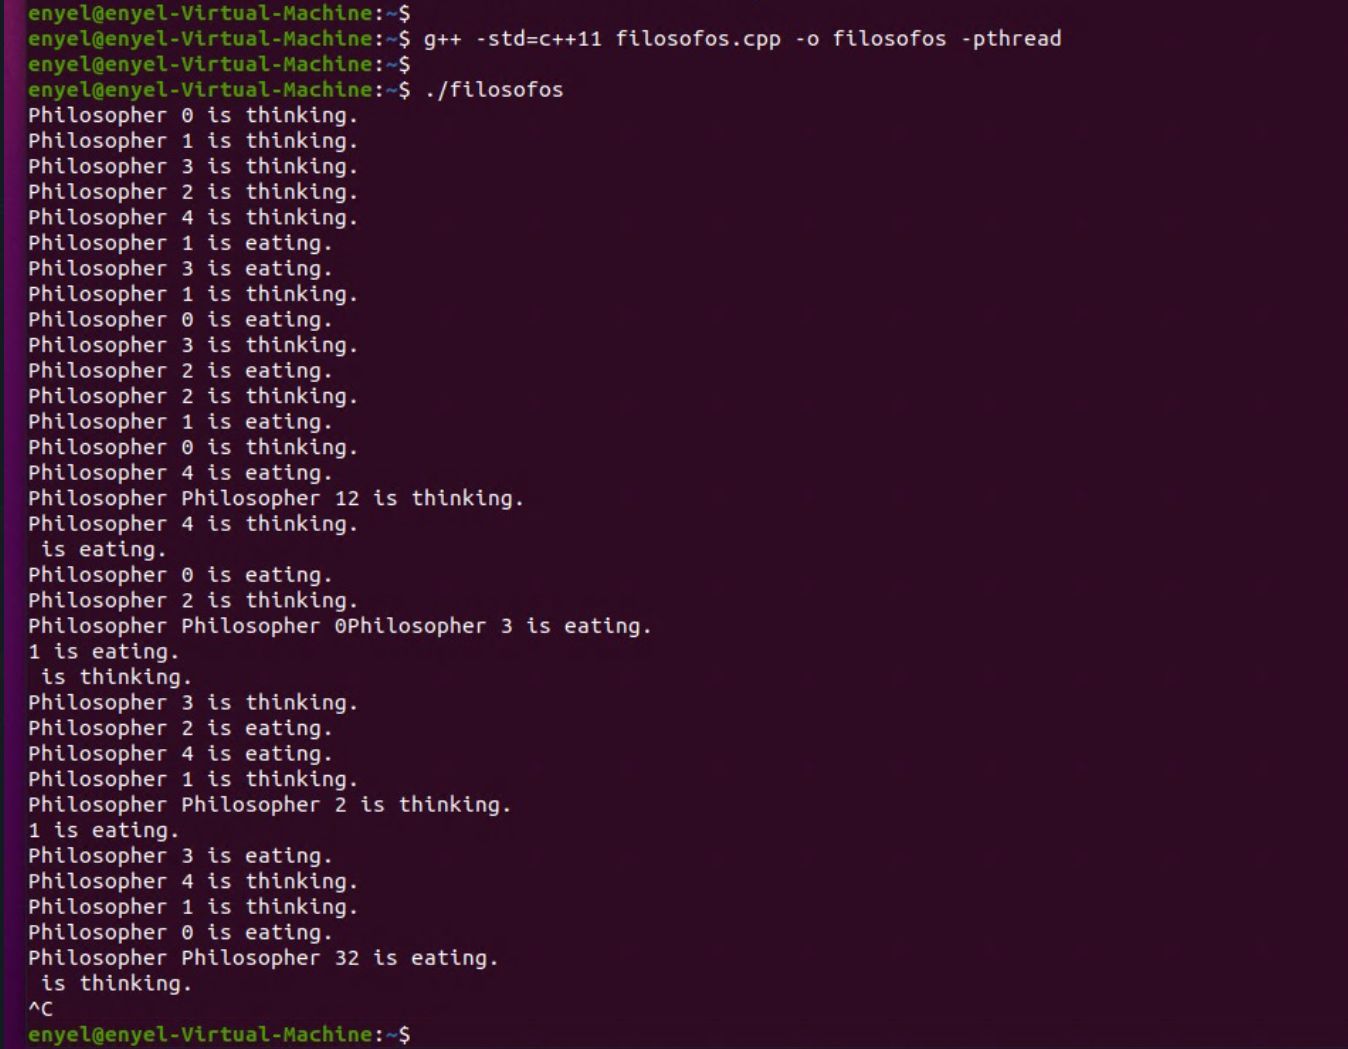 enyel@enyel-Virtual-Machine:~$
enyel@enyel-Virtual-Machine:~$ g++ -std=c++11 filosofos.cpp -o filosofos -pthread
enyel@enyel-Virtual-Machine:~$
enyel@enyel-Virtual-Machine:~$ ./filosofos
Philosopher 0 is thinking.
Philosopher 1 is thinking.
Philosopher 3 is thinking.
Philosopher 2 is thinking.
Philosopher 4 is thinking.
Philosopher 1 is eating.
Philosopher 3 is eating.
Philosopher 1 is thinking.
Philosopher 0 is eating.
Philosopher 3 is thinking.
Philosopher 2 is eating.
Philosopher 2 is thinking.
Philosopher 1 is eating.
Philosopher 0 is thinking.
Philosopher 4 is eating.
Philosopher Philosopher 12 is thinking.
Philosopher 4 is thinking.
 is eating.
Philosopher 0 is eating.
Philosopher 2 is thinking.
Philosopher Philosopher 0Philosopher 3 is eating.
1 is eating.
 is thinking.
Philosopher 3 is thinking.
Philosopher 2 is eating.
Philosopher 4 is eating.
Philosopher 1 is thinking.
Philosopher Philosopher 2 is thinking.
1 is eating.
Philosopher 3 is eating.
Philosopher 4 is thinking.
Philosopher 1 is thinking.
Philosopher 0 is eating.
Philosopher Philosopher 32 is eating.
 is thinking.
^C
enyel@enyel-Virtual-Machine:~$